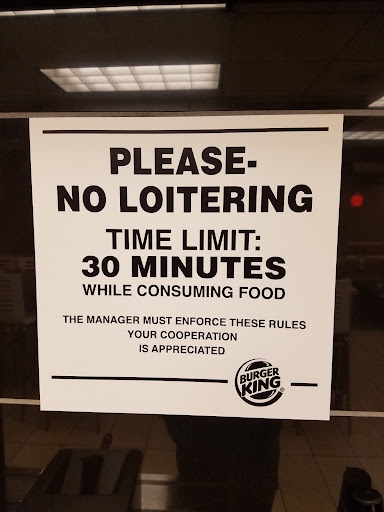 PLEASE-
NO LOITERING
TIME LIMIT:
30 MINUTES
WHILE CONSUMING FOOD
THE MANAGER MUST ENFORCE THESE RULES
YOUR COOPERATION
IS APPRECIATED
BURGER
KING®